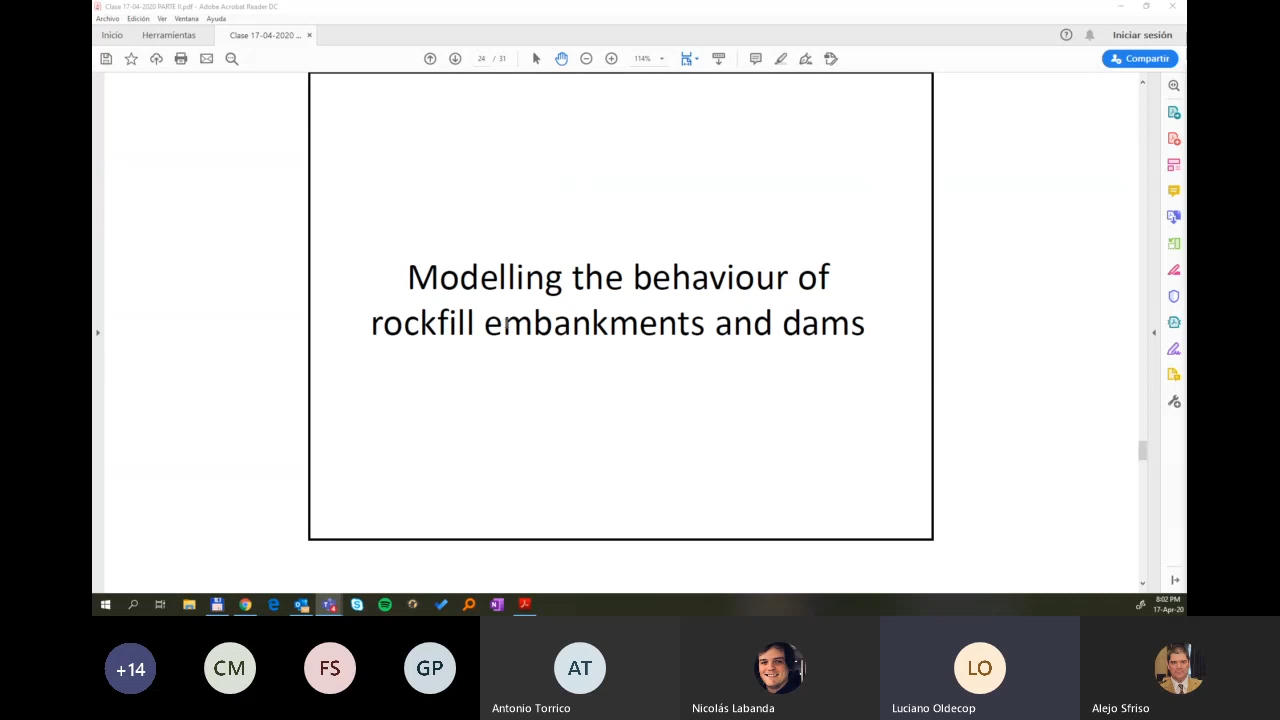 Clase 17-04-2020 PARTE II.pdf - Adobe Acrobat Reader DC
Archivo Edición Ver Ventana Ayuda
Inicio Herramientas Clase 17-04-2020 ... × Iniciar sesión
24 / 31 114% Compartir
Modelling the behaviour of
rockfill embankments and dams
8:02 PM
17-Apr-20
+14 CM FS GP AT LO
Antonio Torrico Nicolás Labanda Luciano Oldecop Alejo Sfriso